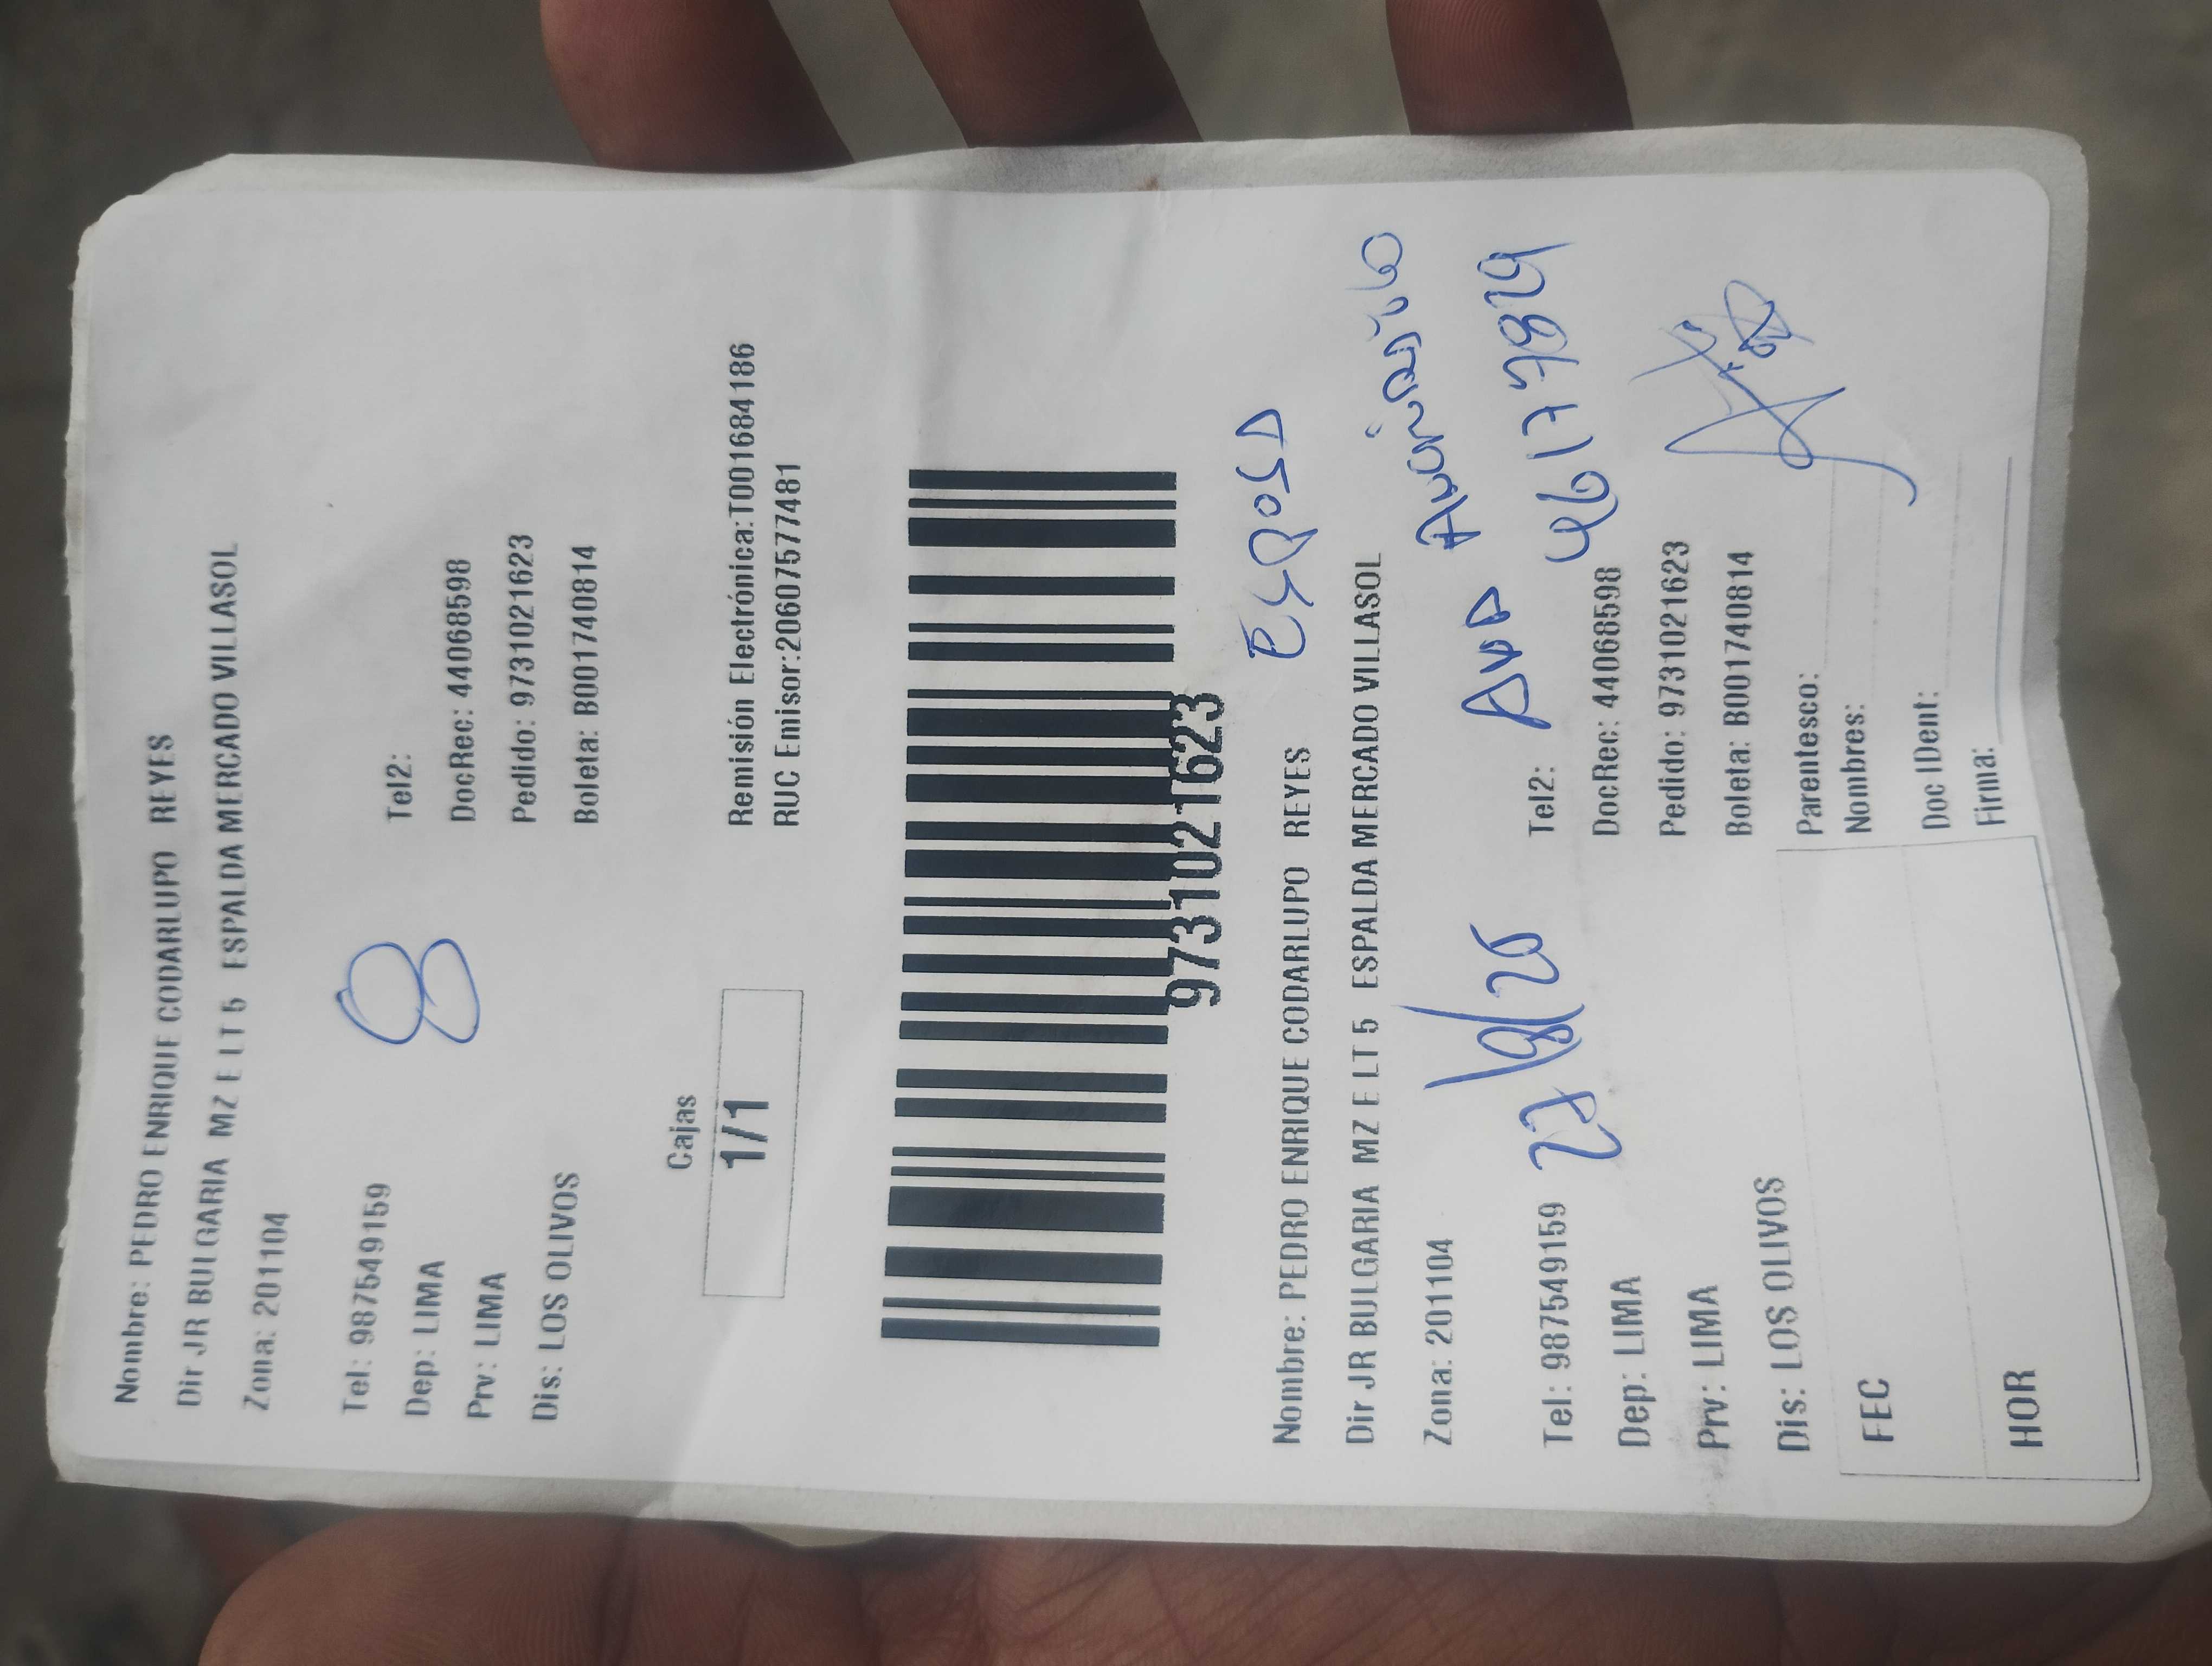 Nombre: PEDRO ENRIQUE CODARLUPO REYES
Dir JR BULGARIA MZ E LT 5 ESPALDA MERCADO VILLASOL
Zona: 201104
8
Tel: 987549159 Tel2:
Dep: LIMA DocRec: 44068598
Prv: LIMA Pedido: 9731021623
Dis: LOS OLIVOS Boleta: B001740814
Cajas
1/1
Remisión Electrónica:T001684186
RUC Emisor:20607577481
9731021623
Nombre: PEDRO ENRIQUE CODARLUPO REYES
Dir JR BULGARIA MZ E LT 5 ESPALDA MERCADO VILLASOL
Zona: 201104
27/8/25
Tel: 987549159 Tel2:
Dep: LIMA DocRec: 44068598
Prv: LIMA Pedido: 9731021623
Dis: LOS OLIVOS Boleta: B001740814
FEC Parentesco:
Nombres:
HOR Doc IDent:
Firma: